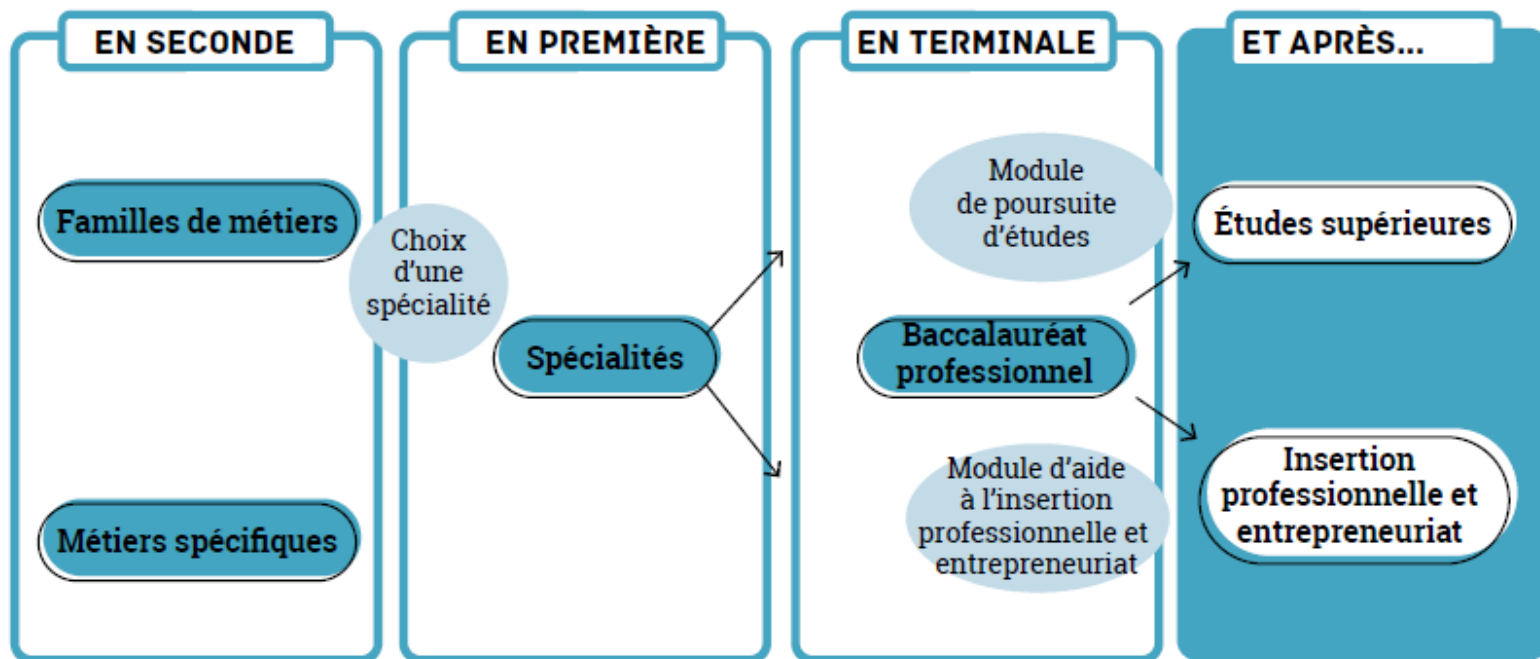 EN SECONDE
Familles de métiers
Métiers spécifiques
EN PREMIÈRE
Choix
d'une
spécialité
Spécialités
EN TERMINALE
Module
de poursuite
d'études
Baccalauréat
professionnel
Module d'aide
à l'insertion
professionnelle et
entrepreneuriat
ET APRÈS...
Études supérieures
Insertion
professionnelle et
entrepreneuriat